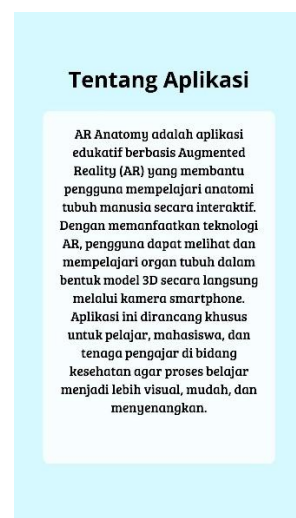 Tentang Aplikasi
AR Anatomy adalah aplikasi
edukatif berbasis Augmented
Reality (AR) yang membantu
pengguna mempelajari anatomi
tubuh manusia secara interaktif.
Dengan memanfaatkan teknologi
AR, pengguna dapat melihat dan
mempelajari organ tubuh dalam
bentuk model 3D secara langsung
melalui kamera smartphone.
Aplikasi ini dirancang khusus
untuk pelajar, mahasiswa, dan
tenaga pengajar di bidang
kesehatan agar proses belajar
menjadi lebih visual, mudah, dan
menyenangkan.